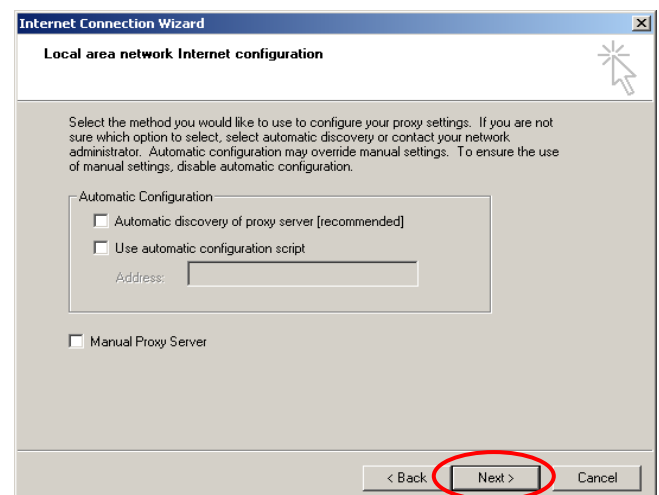 Internet Connection Wizard
Local area network Internet configuration
Select the method you would like to use to configure your proxy settings. If you are not
sure which option to select, select automatic discovery or contact your network
administrator. Automatic configuration may override manual settings. To ensure the use
of manual settings, disable automatic configuration.
Automatic Configuration
Automatic discovery of proxy server [recommended]
Use automatic configuration script
Address:
Manual Proxy Server
< Back Next > Cancel